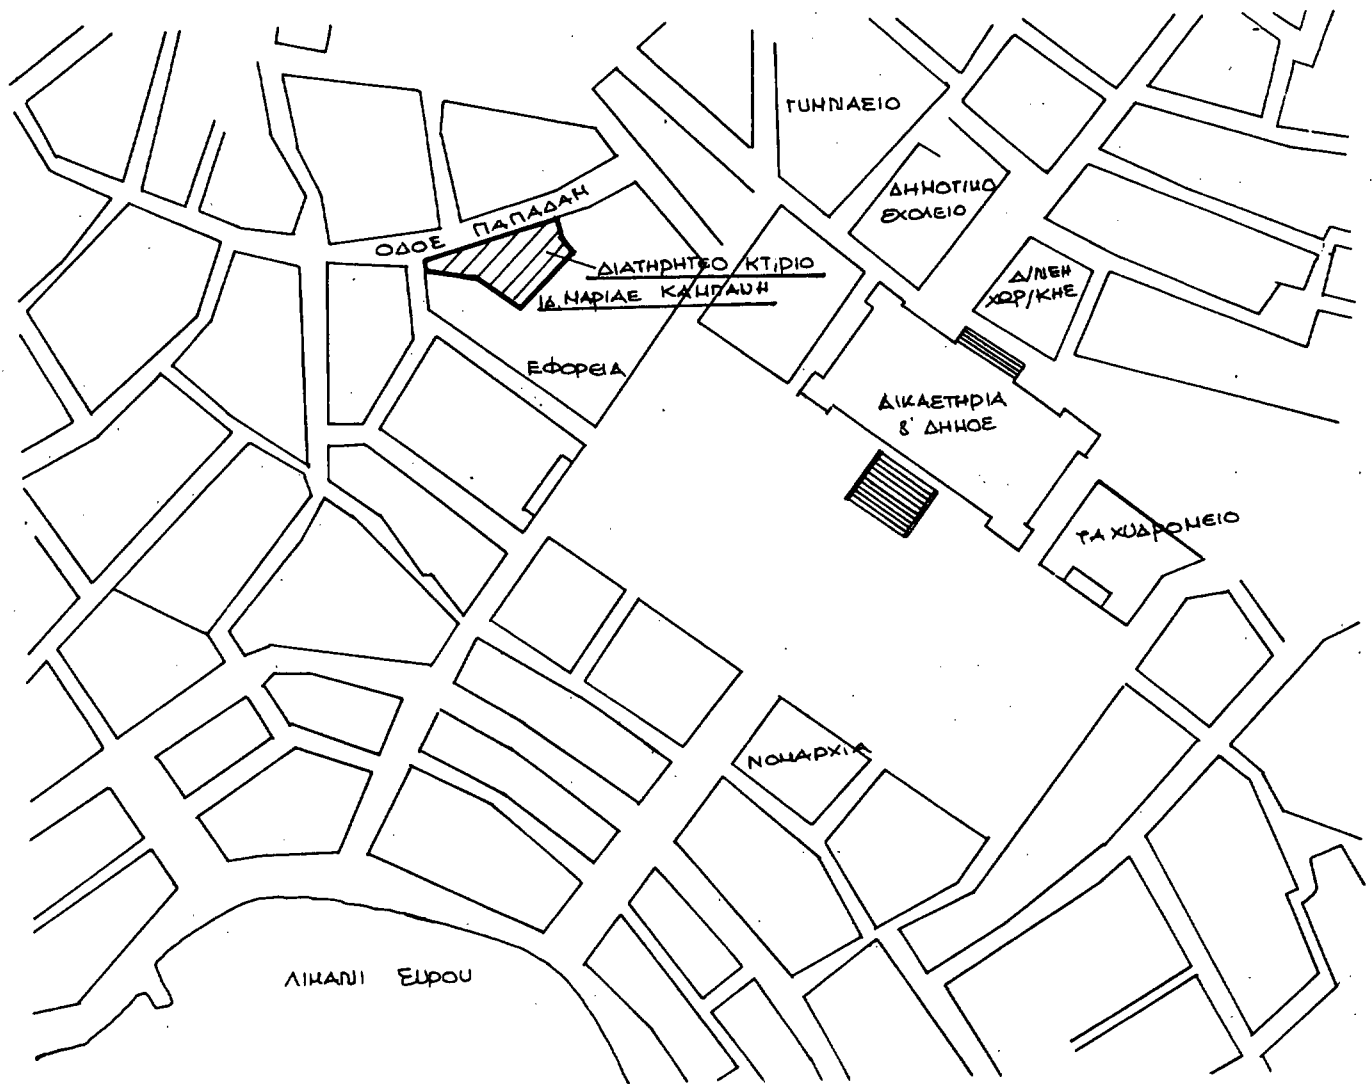 ΓΥΜΝΑΣΙΟ
ΔΗΜΟΤΙΚΟ
ΣΧΟΛΕΙΟ
ΟΔΟΣ ΠΑΠΑΔΑΜ
ΔΙΑΤΗΡΗΤΕΟ ΚΤΙΡΙΟ
ΙΔ. ΜΑΡΙΑΣ ΚΑΜΠΑΝΗ
Δ/ΝΣΗ
ΧΩΡ/ΚΗΣ
ΕΦΟΡΕΙΑ
ΔΙΚΑΣΤΗΡΙΑ
& ΔΗΜΟΣ
ΤΑΧΥΔΡΟΜΕΙΟ
ΝΟΜΑΡΧΙΑ
ΛΙΜΑΝΙ ΣΥΡΟΥ